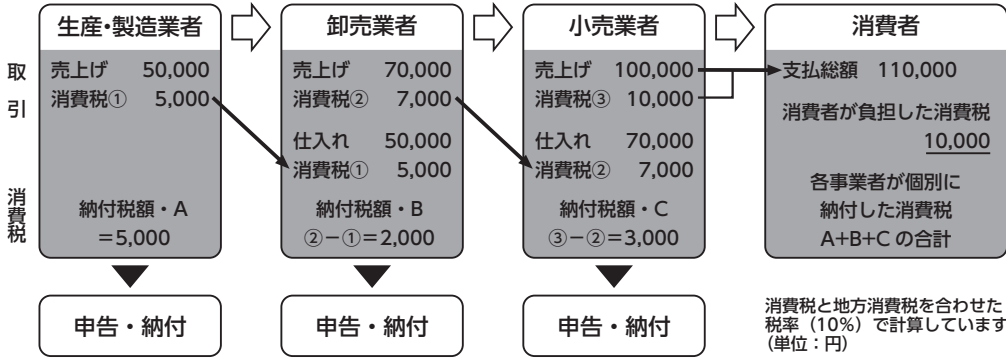 取引
消費税
生産・製造業者
売上げ 50,000
消費税① 5,000
納付税額・A
=5,000
申告・納付
卸売業者
売上げ 70,000
消費税② 7,000
仕入れ 50,000
消費税① 5,000
納付税額・B
②-①=2,000
申告・納付
小売業者
売上げ 100,000
消費税③ 10,000
仕入れ 70,000
消費税② 7,000
納付税額・C
③-②=3,000
申告・納付
消費者
支払総額 110,000
消費者が負担した消費税
10,000
各事業者が個別に
納付した消費税
A+B+C の合計
消費税と地方消費税を合わせた
税率（10%）で計算しています
（単位：円）